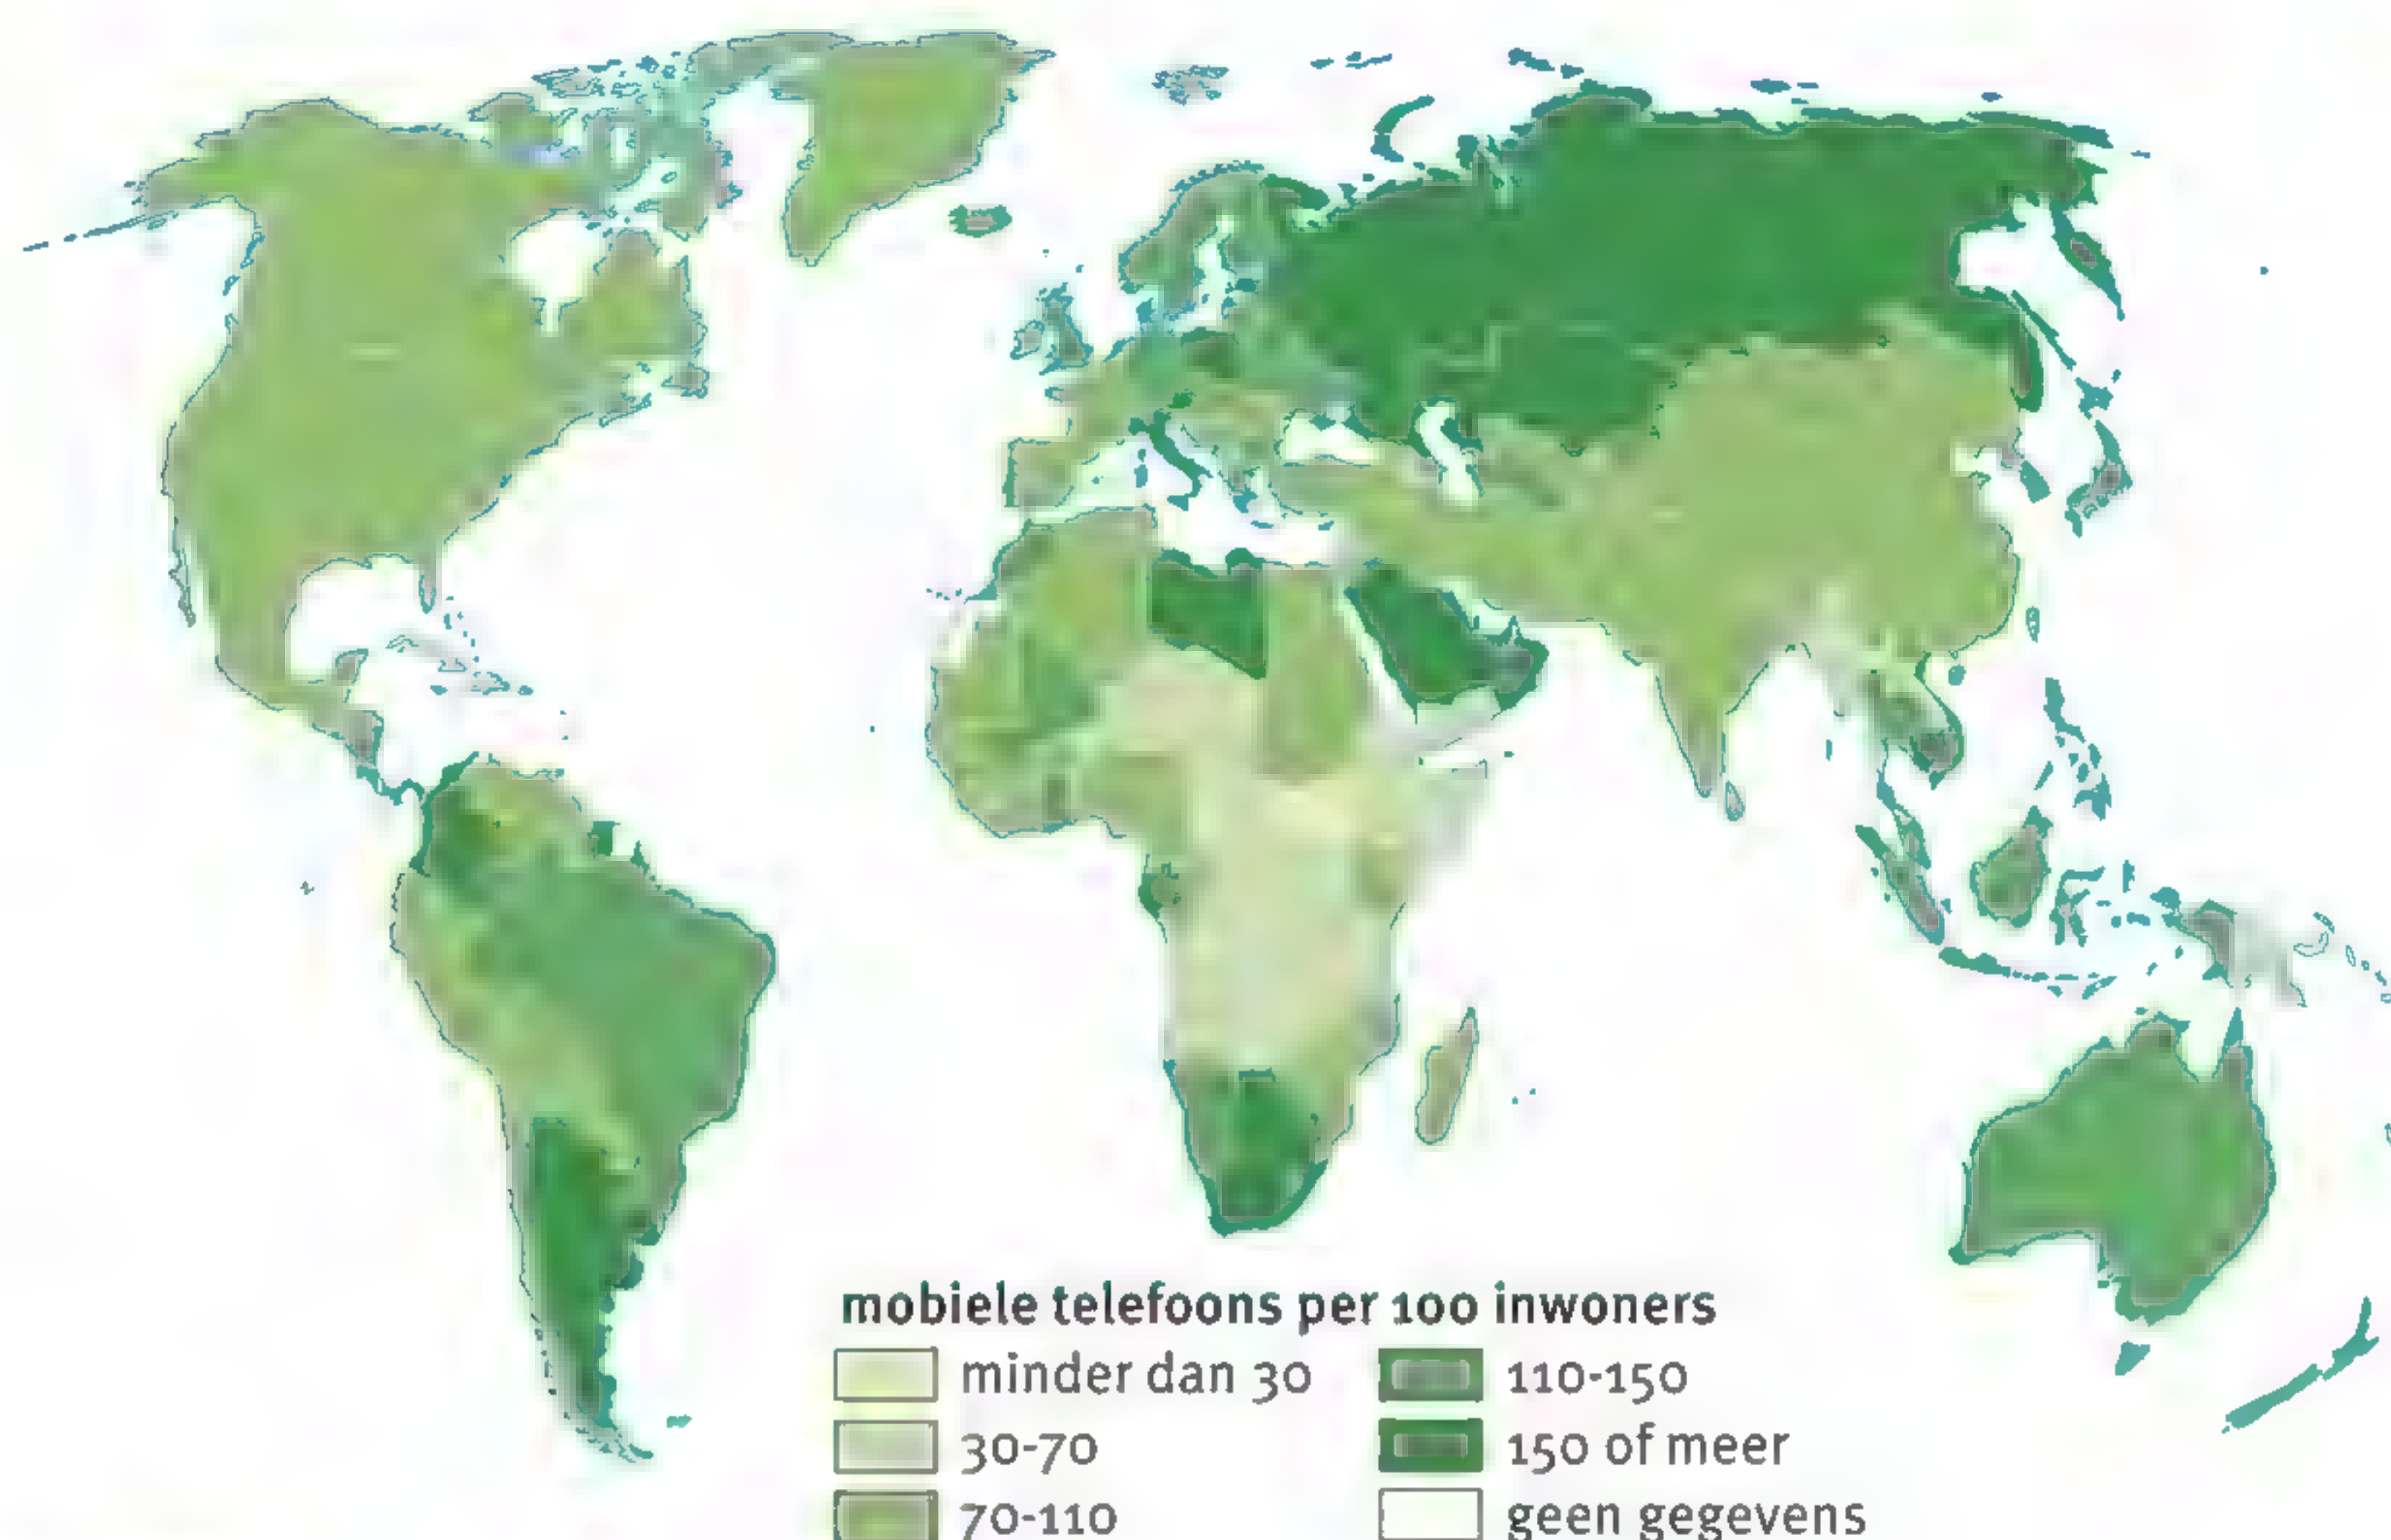 mobiele telefoons per 100 inwoners
minder dan 30
30-70
70-110
110-150
150 of meer
geen gegevens